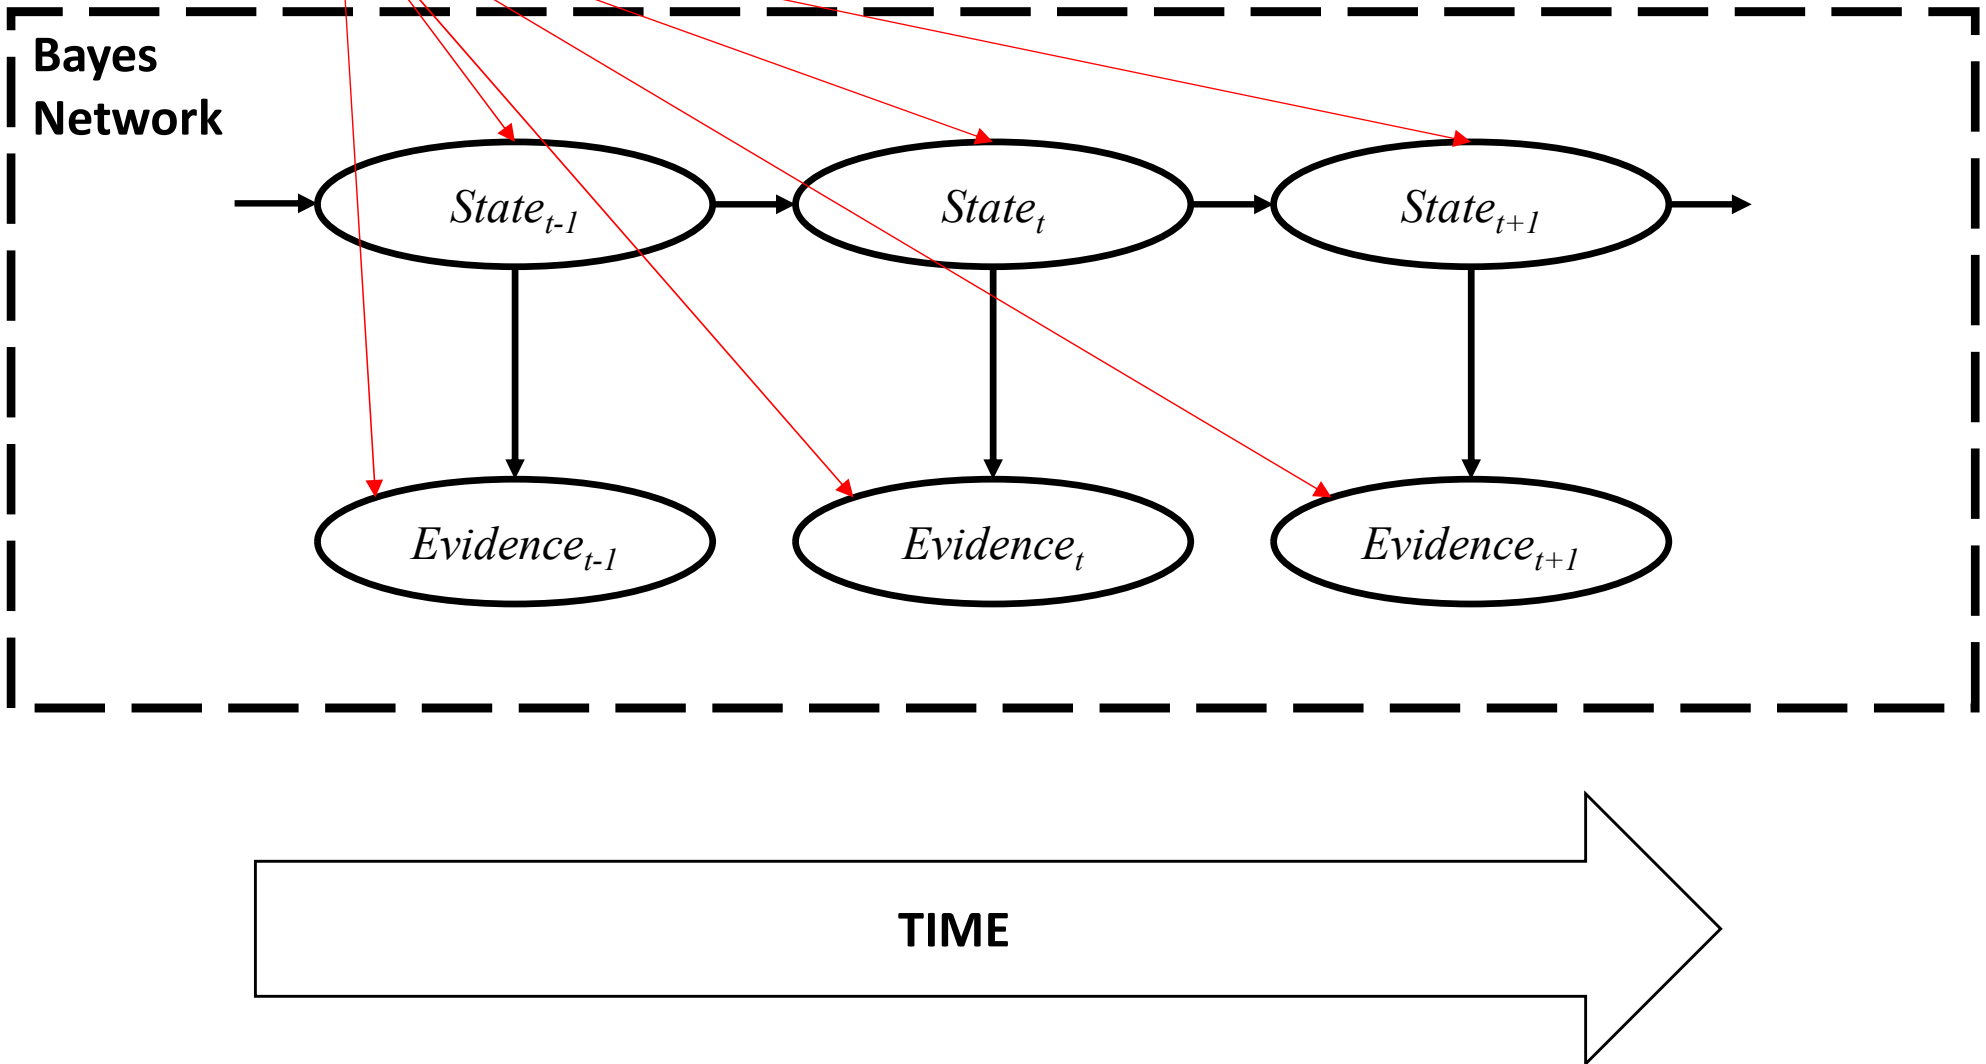 Bayes
Network
State_{t-1}
State_t
State_{t+1}
Evidence_{t-1}
Evidence_t
Evidence_{t+1}
TIME